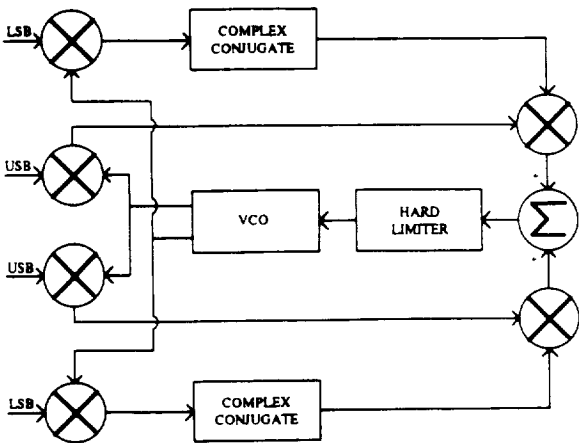 LSB
COMPLEX
CONJUGATE
USB
VCO
HARD
LIMITER
Σ
USB
LSB
COMPLEX
CONJUGATE